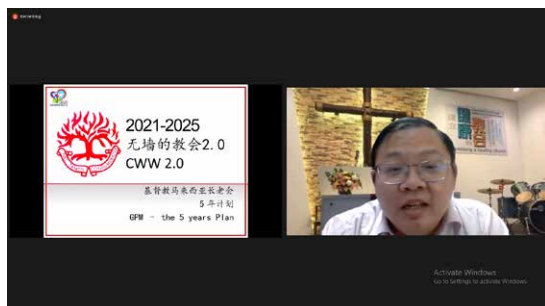 Recording
2021-2025
无墙的教会2.0
CWW 2.0
基督教马来西亚长老会
5 年计划
GPM - the 5 years Plan
Activate Windows
Go to Settings to activate Windows.